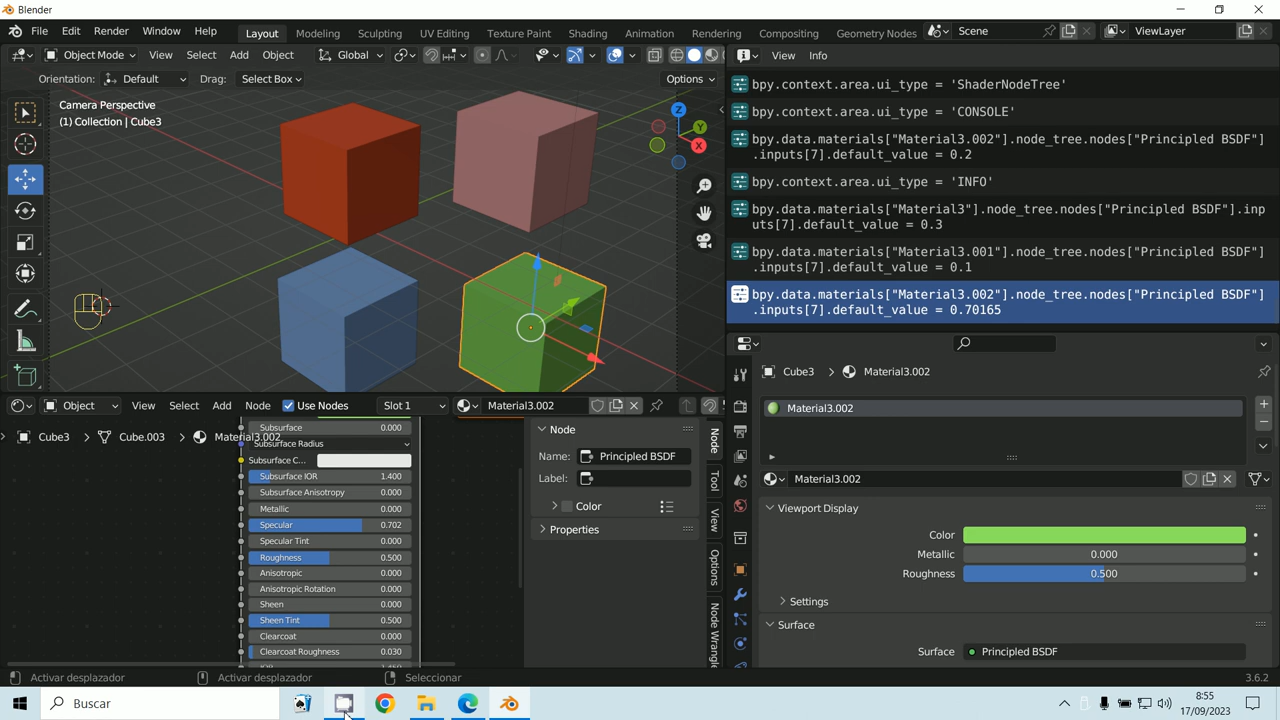 Blender
File Edit Render Window Help Layout Modeling Sculpting UV Editing Texture Paint Shading Animation Rendering Compositing Geometry Nodes Scene ViewLayer
Object Mode View Select Add Object Global
Orientation: Default Drag: Select Box Options
Camera Perspective
(1) Collection | Cube3
Z
Y
X
View Info
bpy.context.area.ui_type = 'ShaderNodeTree'
bpy.context.area.ui_type = 'CONSOLE'
bpy.data.materials["Material3.002"].node_tree.nodes["Principled BSDF"]
.inputs[7].default_value = 0.2
bpy.context.area.ui_type = 'INFO'
bpy.data.materials["Material3"].node_tree.nodes["Principled BSDF"].inp
uts[7].default_value = 0.3
bpy.data.materials["Material3.001"].node_tree.nodes["Principled BSDF"]
.inputs[7].default_value = 0.1
bpy.data.materials["Material3.002"].node_tree.nodes["Principled BSDF"]
.inputs[7].default_value = 0.70165
Object View Select Add Node Use Nodes Slot 1 Material3.002
Cube3 Cube.003 Material3.002
Subsurface 0.000
Subsurface Radius
Subsurface C...
Subsurface IOR 1.400
Subsurface Anisotropy 0.000
Metallic 0.000
Specular 0.702
Specular Tint 0.000
Roughness 0.500
Anisotropic 0.000
Anisotropic Rotation 0.000
Sheen 0.000
Sheen Tint 0.500
Clearcoat 0.000
Clearcoat Roughness 0.030
Node
Name: Principled BSDF
Label:
Color
Properties
Node
Tool
View
Options
Node Wrangle
Cube3 Material3.002
Material3.002
Material3.002
Viewport Display
Color
Metallic 0.000
Roughness 0.500
Settings
Surface
Surface Principled BSDF
Activar desplazador Activar desplazador Seleccionar 3.6.2
Buscar
8:55
17/09/2023